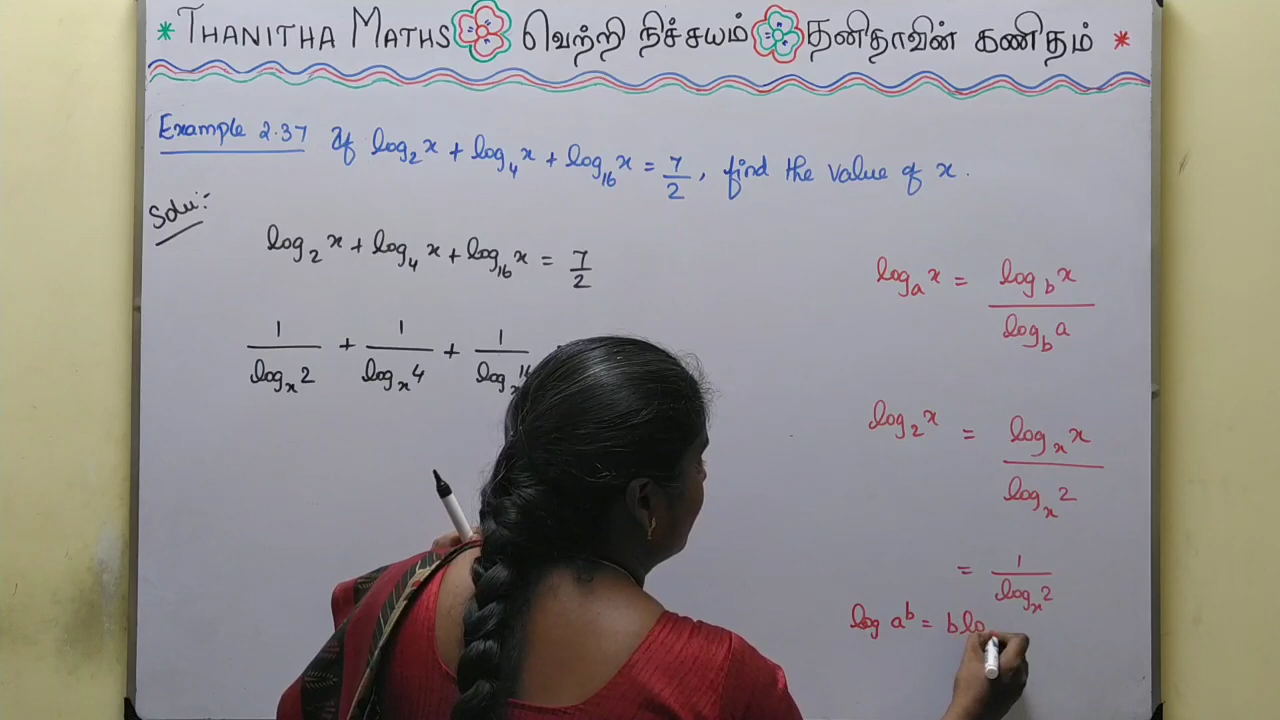 * THANITHA MATHS வெற்றி நிச்சயம் தனிதாவின் கணிதம் *
Example 2.37 If log₂x + log₄x + log₁₆x = 7/2, find the value of x.
Solu:-
log₂x + log₄x + log₁₆x = 7/2
1/logₓ2 + 1/logₓ4 + 1/logₓ16
logₐx = log_b x / log_b a
log₂x = logₓx / logₓ2
= 1/logₓ2
log aᵇ = b lo